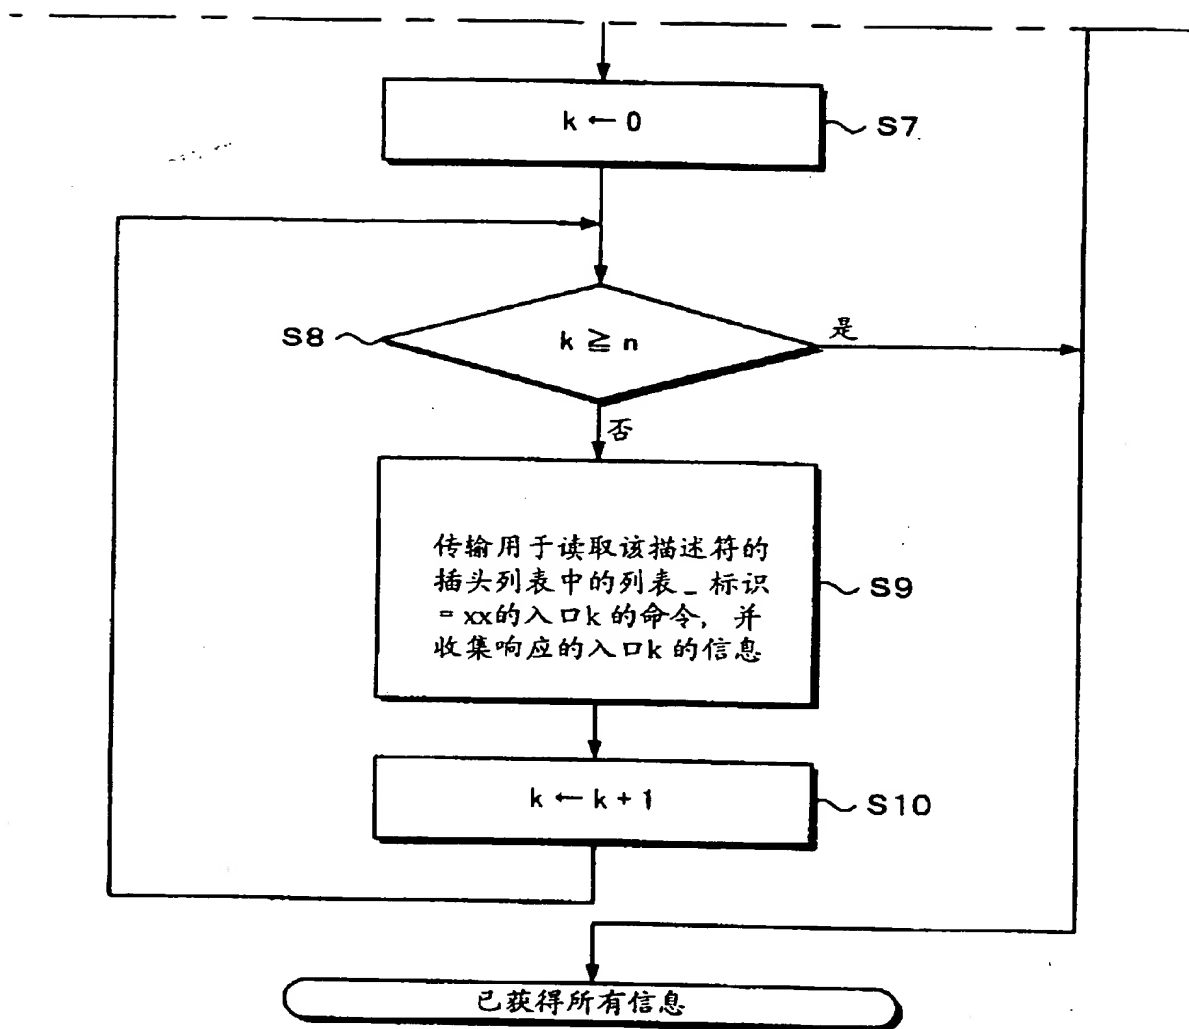 k ← 0
S7
S8
k ≧ n
是
否
传输用于读取该描述符的
插头列表中的列表_标识
= xx的入口k的命令, 并
收集响应的入口k的信息
S9
k ← k + 1
S10
已获得所有信息